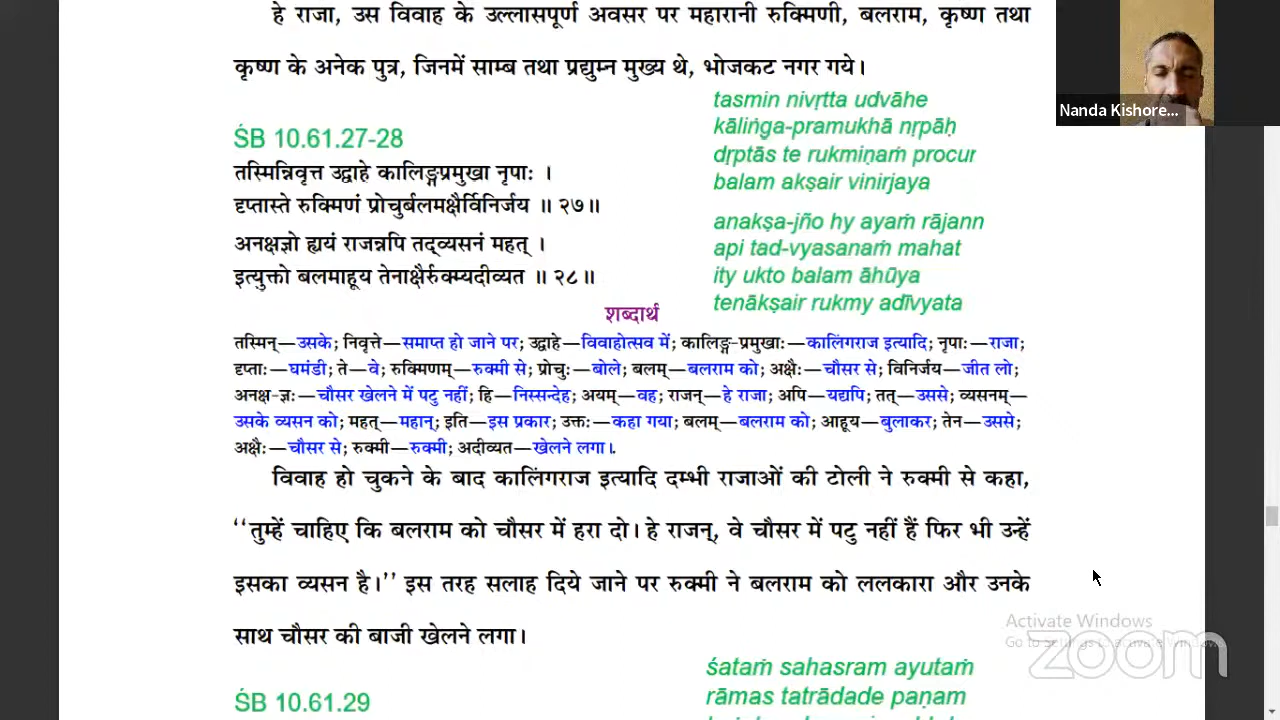 हे राजा, उस विवाह के उल्लासपूर्ण अवसर पर महारानी रुक्मिणी, बलराम, कृष्ण तथा
कृष्ण के अनेक पुत्र, जिनमें साम्ब तथा प्रद्युम्न मुख्य थे, भोजकट नगर गये।
Nanda Kishore...
ŚB 10.61.27-28
तस्मिन्निवृत्त उद्वाहे कालिङ्गप्रमुखा नृपाः ।
दृप्तास्ते रुक्मिणं प्रोचुर्बलमक्षैर्विनिर्जय ॥ २७॥
अनक्षज्ञो ह्ययं राजन्नपि तद्व्यसनं महत् ।
इत्युक्तो बलमाहूय तेनाक्षैर्रुक्म्यदीव्यत ॥ २८॥
tasmin nivṛtta udvāhe
kāliṅga-pramukhā nṛpāḥ
dṛptās te rukmiṇaṁ procur
balam akṣair vinirjaya
anakṣa-jño hy ayaṁ rājann
api tad-vyasanaṁ mahat
ity ukto balam āhūya
tenākṣair rukmy adīvyata
शब्दार्थ
तस्मिन्—उसके; निवृत्ते—समाप्त हो जाने पर; उद्वाहे—विवाहोत्सव में; कालिङ्ग-प्रमुखाः—कालिंगराज इत्यादि; नृपाः—राजा;
दृप्ताः—घमंडी; ते—वे; रुक्मिणम्—रुक्मी से; प्रोचुः—बोले; बलम्—बलराम को; अक्षैः—चौसर से; विनिर्जय—जीत लो;
अनक्ष-ज्ञः—चौसर खेलने में पटु नहीं; हि—निस्सन्देह; अयम्—वह; राजन्—हे राजा; अपि—यद्यपि; तत्—उससे; व्यसनम्—
उसके व्यसन को; महत्—महान्; इति—इस प्रकार; उक्तः—कहा गया; बलम्—बलराम को; आहूय—बुलाकर; तेन—उससे;
अक्षैः—चौसर से; रुक्मी—रुक्मी; अदीव्यत—खेलने लगा।
विवाह हो चुकने के बाद कालिंगराज इत्यादि दम्भी राजाओं की टोली ने रुक्मी से कहा,
‘‘तुम्हें चाहिए कि बलराम को चौसर में हरा दो। हे राजन्, वे चौसर में पटु नहीं हैं फिर भी उन्हें
इसका व्यसन है।’’ इस तरह सलाह दिये जाने पर रुक्मी ने बलराम को ललकारा और उनके
साथ चौसर की बाजी खेलने लगा।
Activate Windows
Go to Settings to activate Windows.
zoom
ŚB 10.61.29
śataṁ sahasram ayutaṁ
rāmas tatrādade paṇam